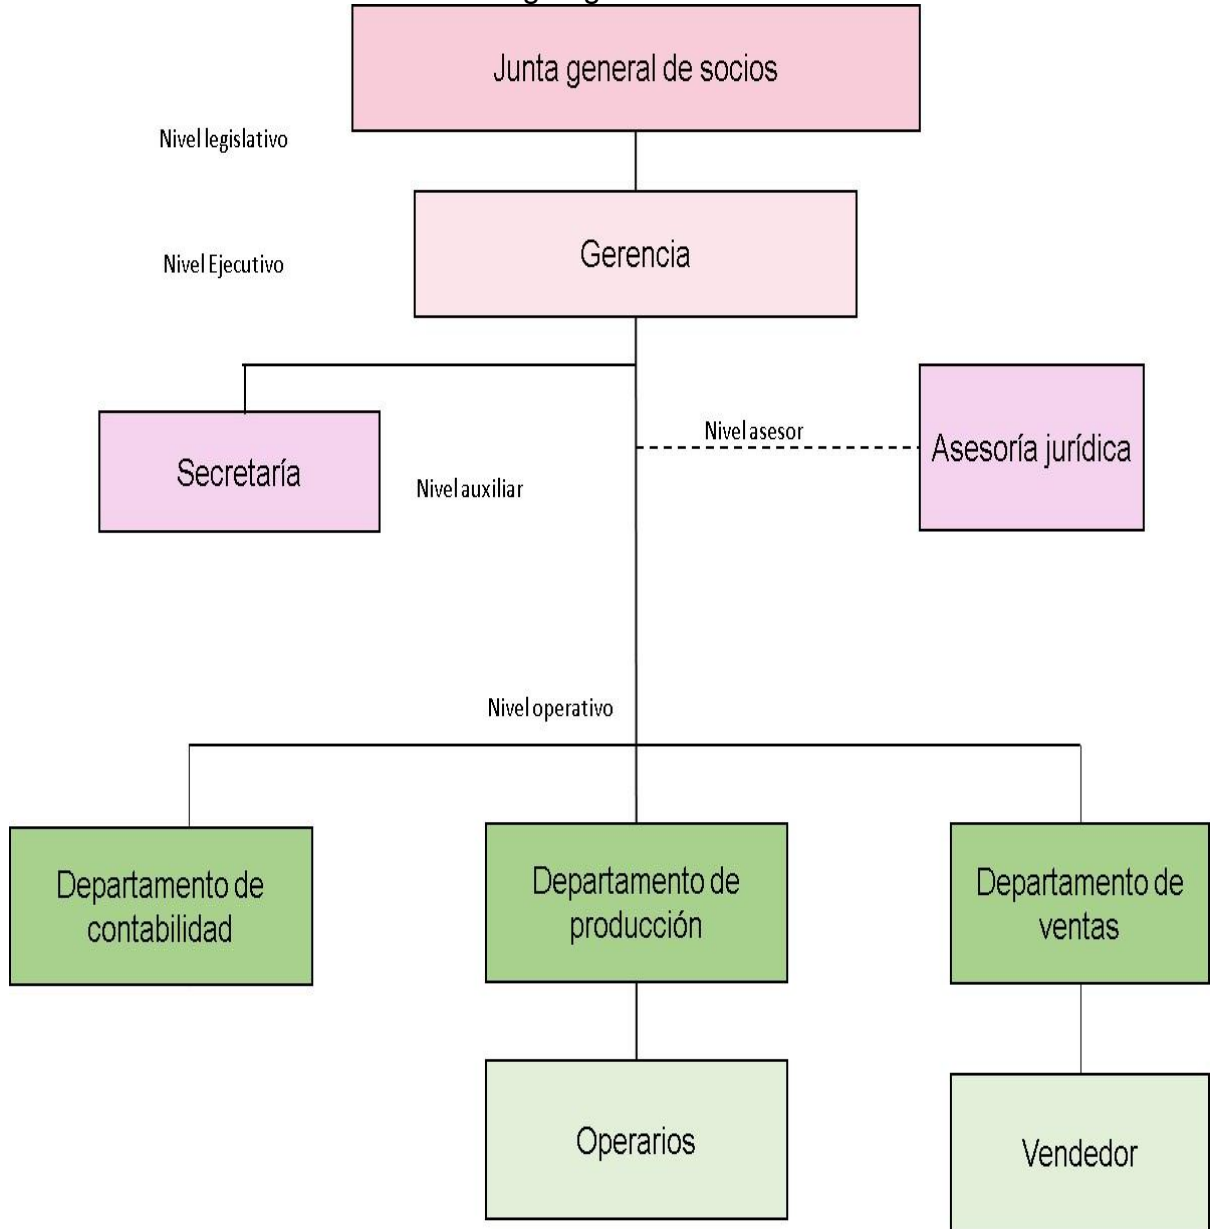 Junta general de socios
Nivel legislativo
Gerencia
Nivel Ejecutivo
Nivel asesor
Asesoría jurídica
Secretaría
Nivel auxiliar
Nivel operativo
Departamento de
contabilidad
Departamento de
producción
Departamento de
ventas
Operarios
Vendedor